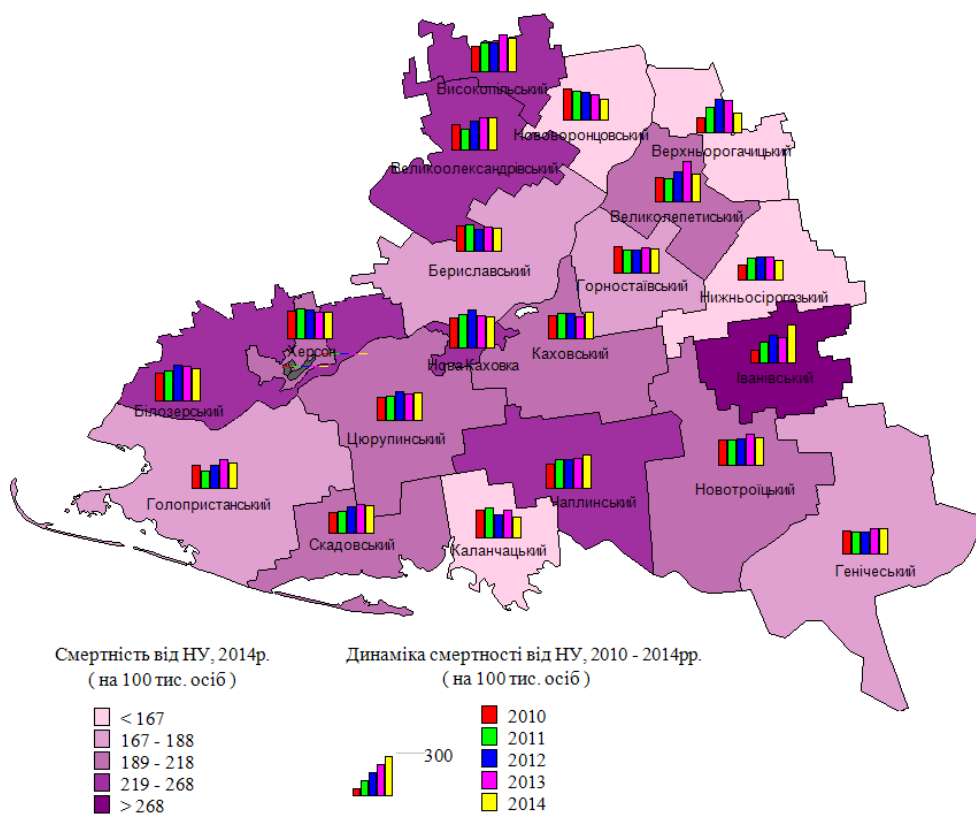 Високопільський
Нововоронцовський
Верхньорогачицький
Великоолександрівський
Великолепетиський
Бериславський
Горностаївський
Нижньосірогозький
Херсон
Нова Каховка
Каховський
Іванівський
Білозерський
Цюрупинський
Голопристанський
Чаплинський
Новотроїцький
Скадовський
Каланчацький
Генічеський
Смертність від НУ, 2014р.
( на 100 тис. осіб )
< 167
167 - 188
189 - 218
219 - 268
> 268
Динаміка смертності від НУ, 2010 - 2014рр.
( на 100 тис. осіб )
300
2010
2011
2012
2013
2014